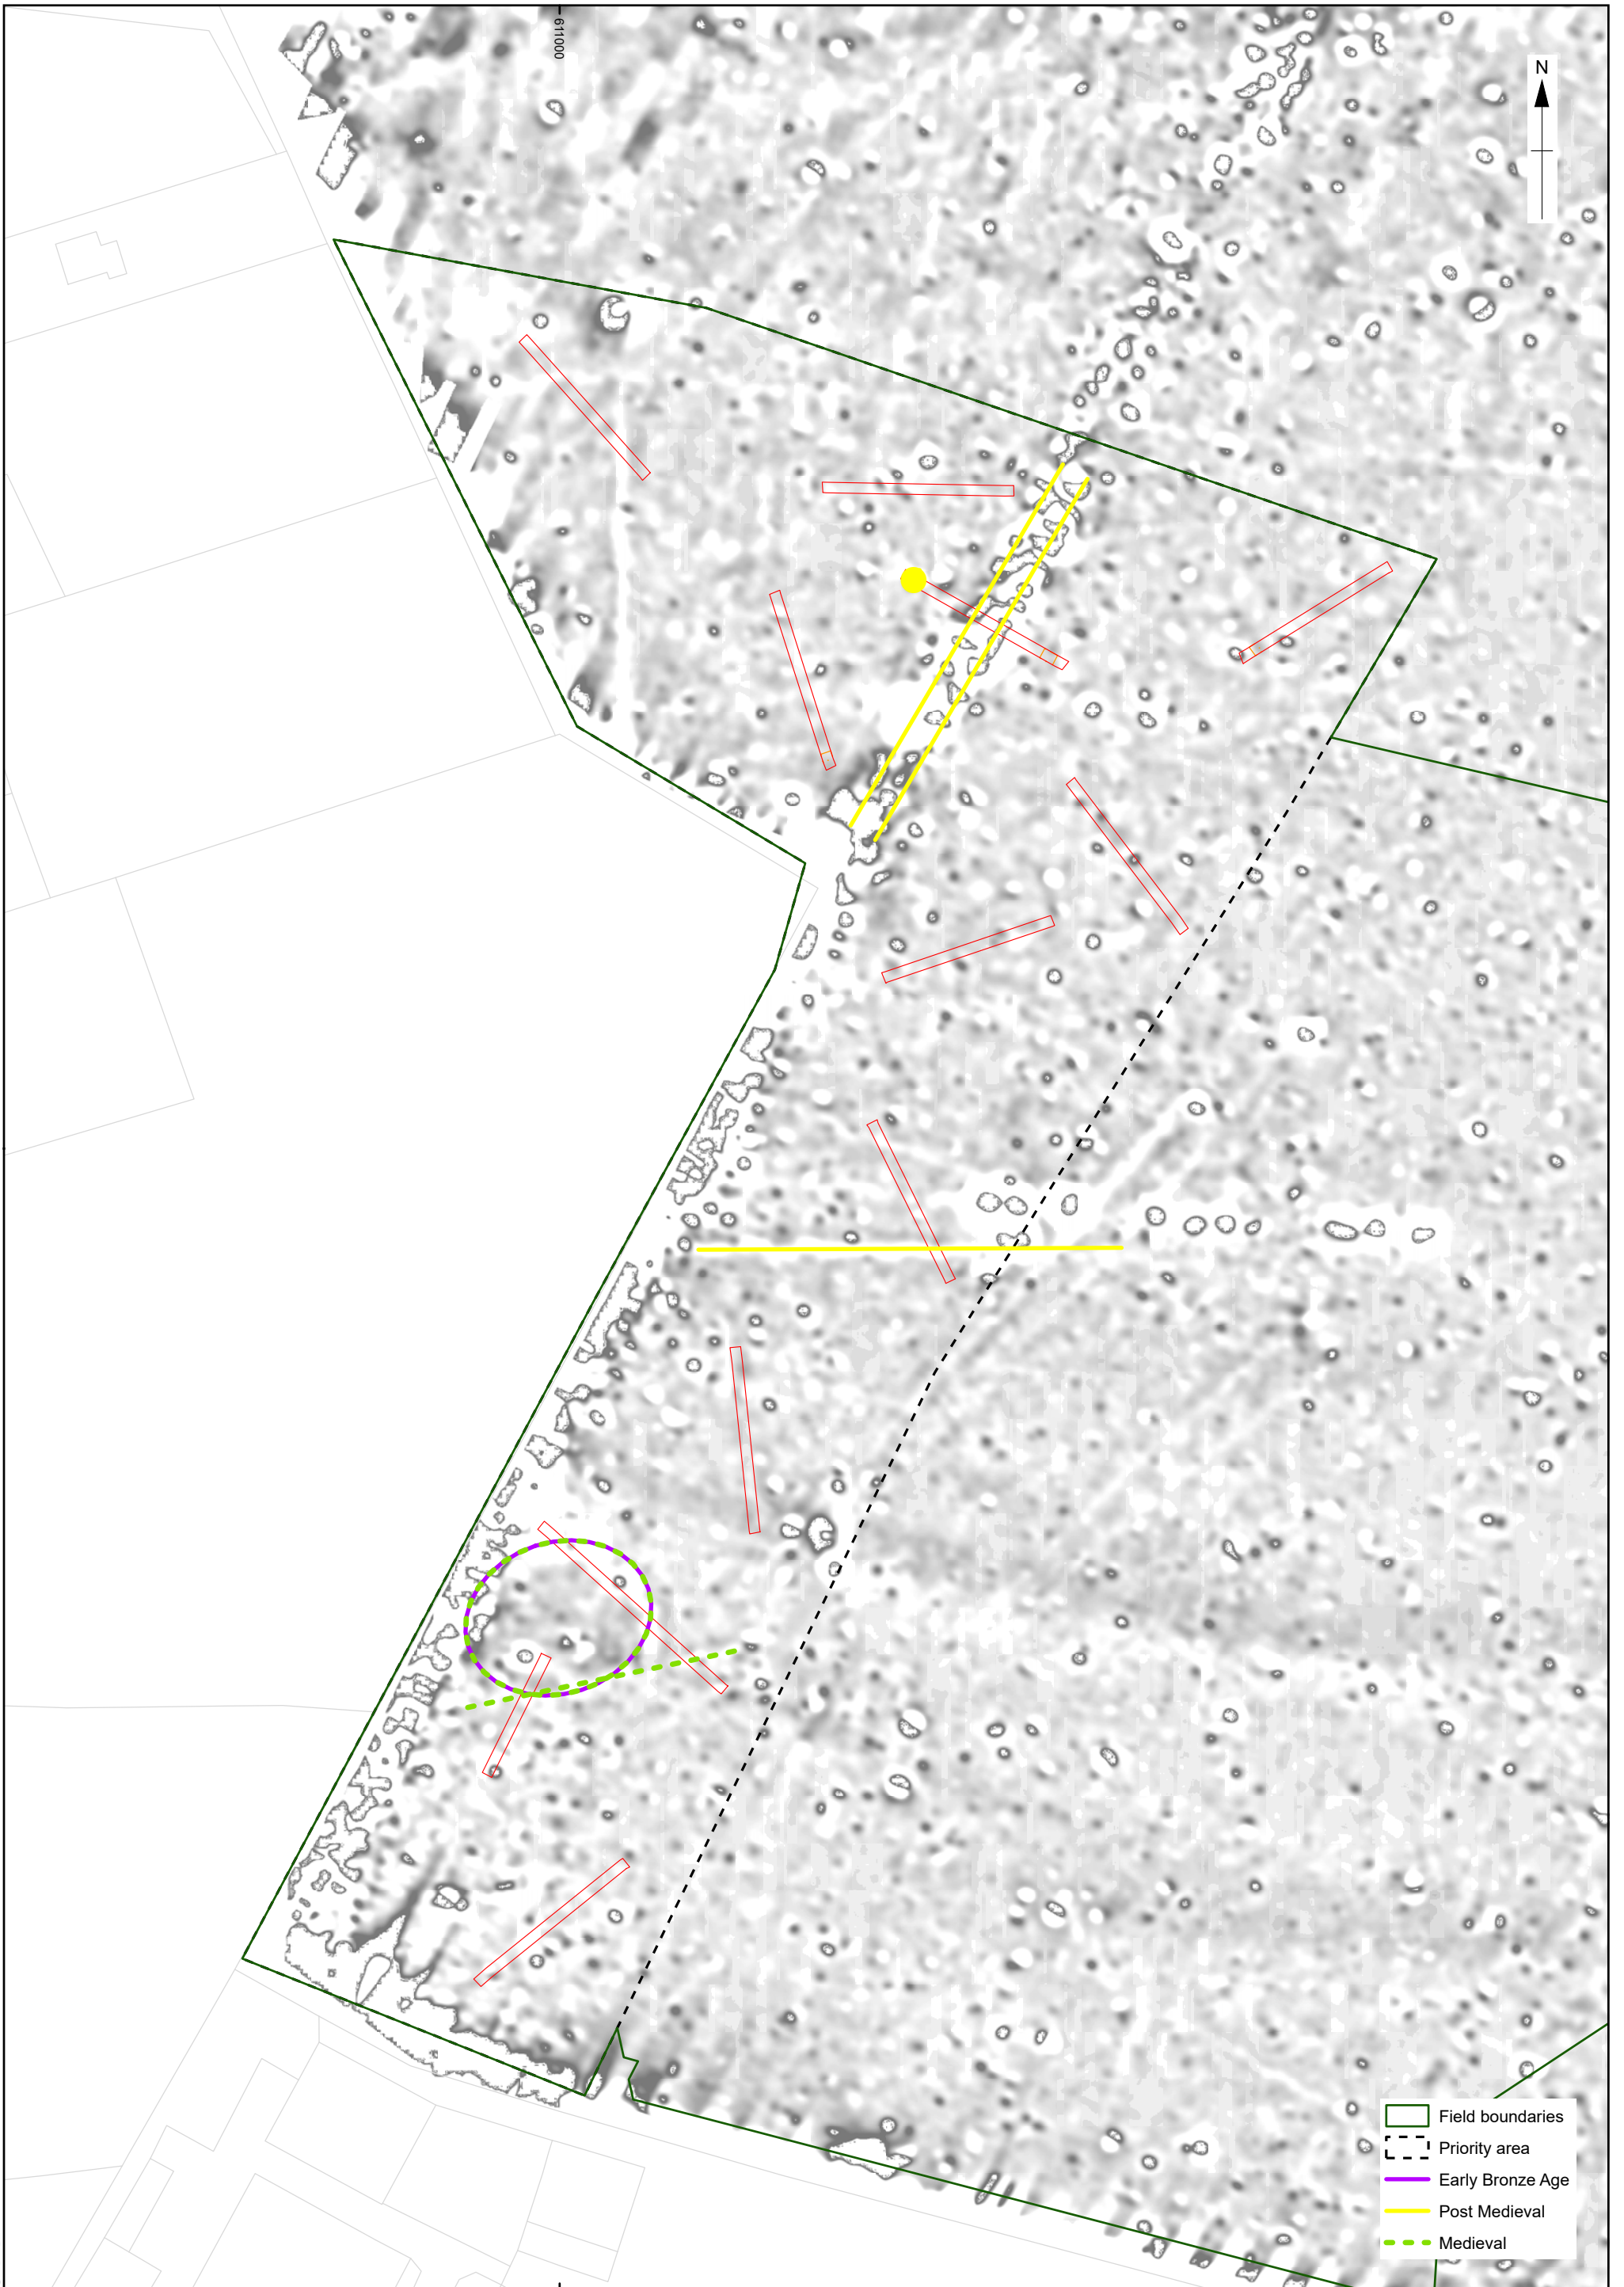 611000
N
Field boundaries
Priority area
Early Bronze Age
Post Medieval
Medieval